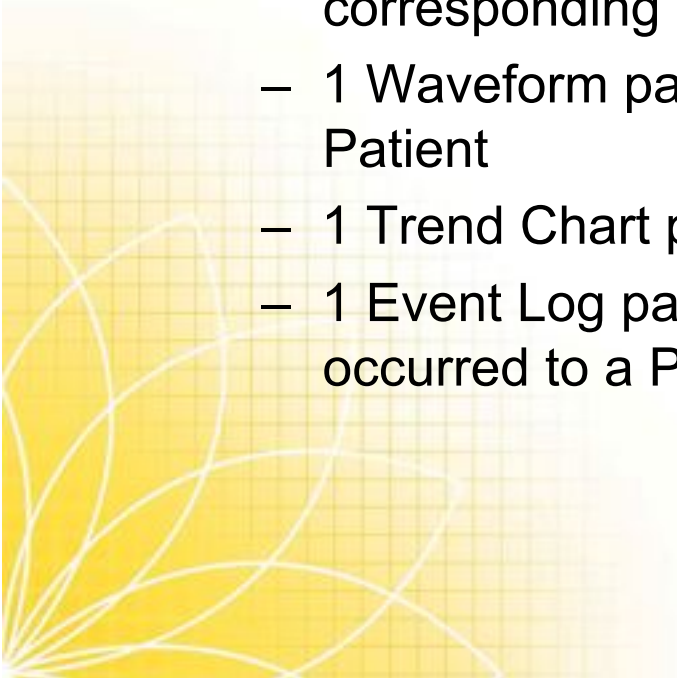 corresponding
– 1 Waveform pa
Patient
– 1 Trend Chart p
– 1 Event Log pa
occurred to a P